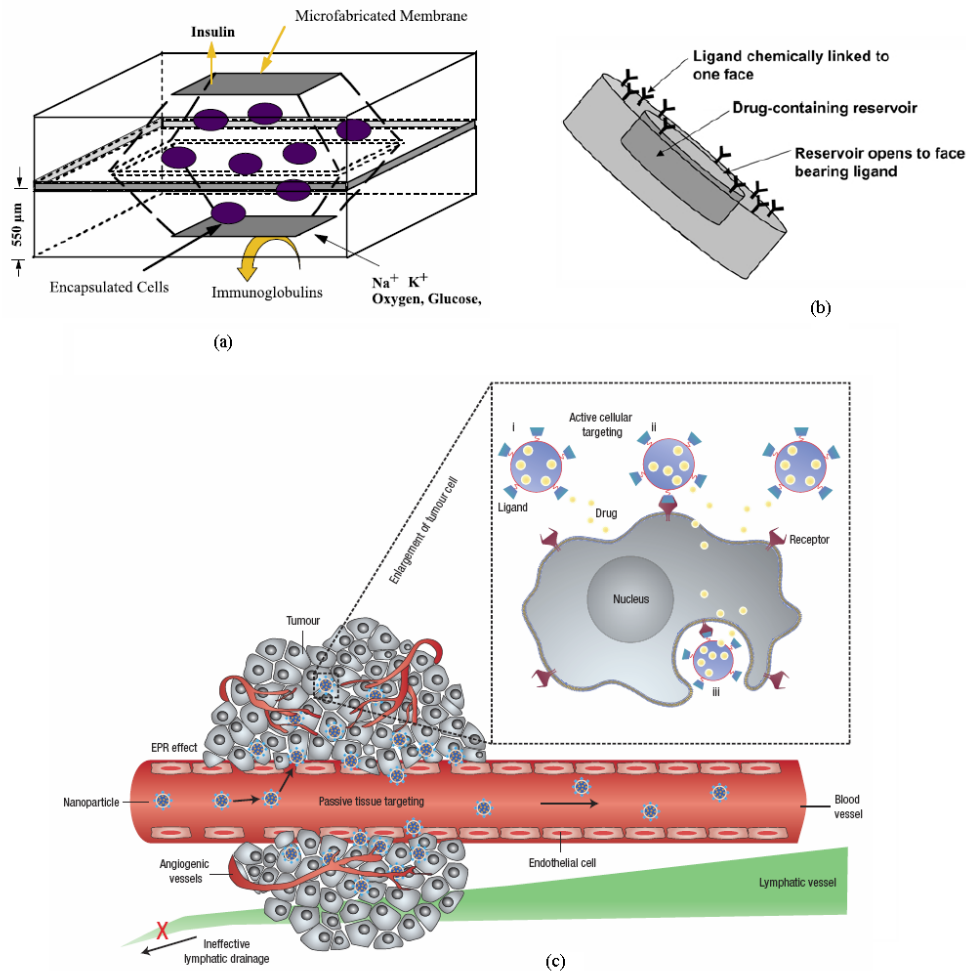 Microfabricated Membrane
Insulin
550 µm
Encapsulated Cells
Immunoglobulins
Na+ K+
Oxygen, Glucose,
(a)
Ligand chemically linked to
one face
Drug-containing reservoir
Reservoir opens to face
bearing ligand
(b)
Enlargement of tumour cell
i
Active cellular
targeting
ii
Ligand
Drug
Receptor
Nucleus
iii
Tumour
EPR effect
Nanoparticle
Passive tissue targeting
Blood
vessel
Angiogenic
vessels
Endothelial cell
Lymphatic vessel
X
Ineffective
lymphatic drainage
(c)